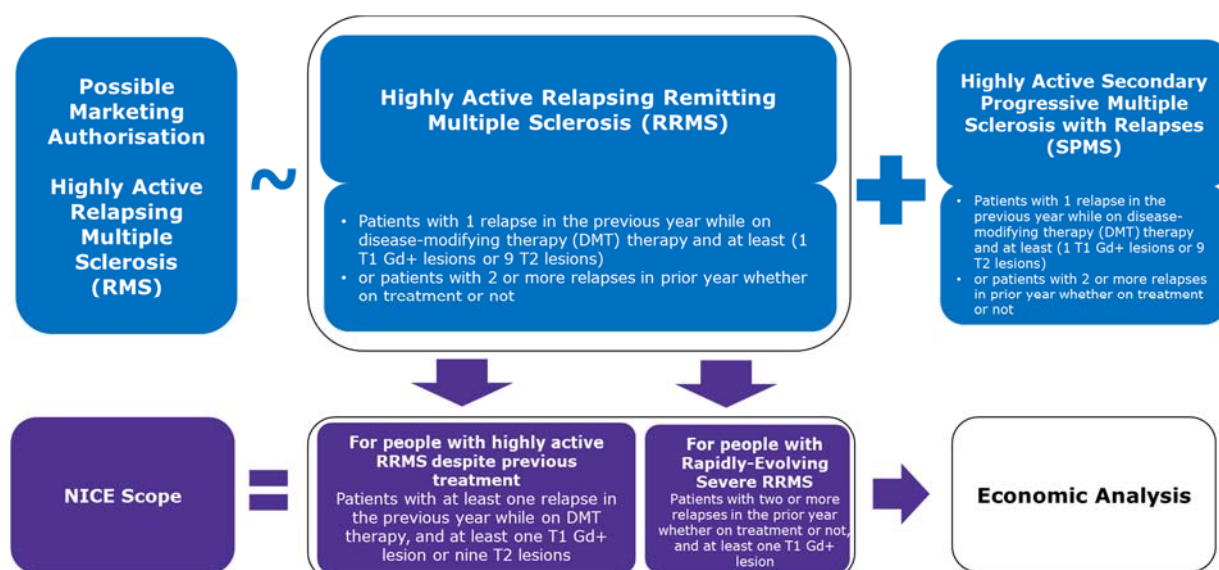 Possible
Marketing
Authorisation
Highly Active
Relapsing
Multiple
Sclerosis
(RMS)
~
Highly Active Relapsing Remitting
Multiple Sclerosis (RRMS)
• Patients with 1 relapse in the previous year while on
disease-modifying therapy (DMT) therapy and at least (1
T1 Gd+ lesions or 9 T2 lesions)
• or patients with 2 or more relapses in prior year whether
on treatment or not
+
Highly Active Secondary
Progressive Multiple
Sclerosis with Relapses
(SPMS)
• Patients with 1 relapse in the
previous year while on disease-
modifying therapy (DMT) therapy
and at least (1 T1 Gd+ lesions or 9
T2 lesions)
• or patients with 2 or more relapses
in prior year whether on treatment
or not
NICE Scope
=
For people with highly active
RRMS despite previous
treatment
Patients with at least one relapse in
the previous year while on DMT
therapy, and at least one T1 Gd+
lesion or nine T2 lesions
For people with
Rapidly-Evolving
Severe RRMS
Patients with two or more
relapses in the prior year
whether on treatment or not,
and at least one T1 Gd+
lesion
Economic Analysis